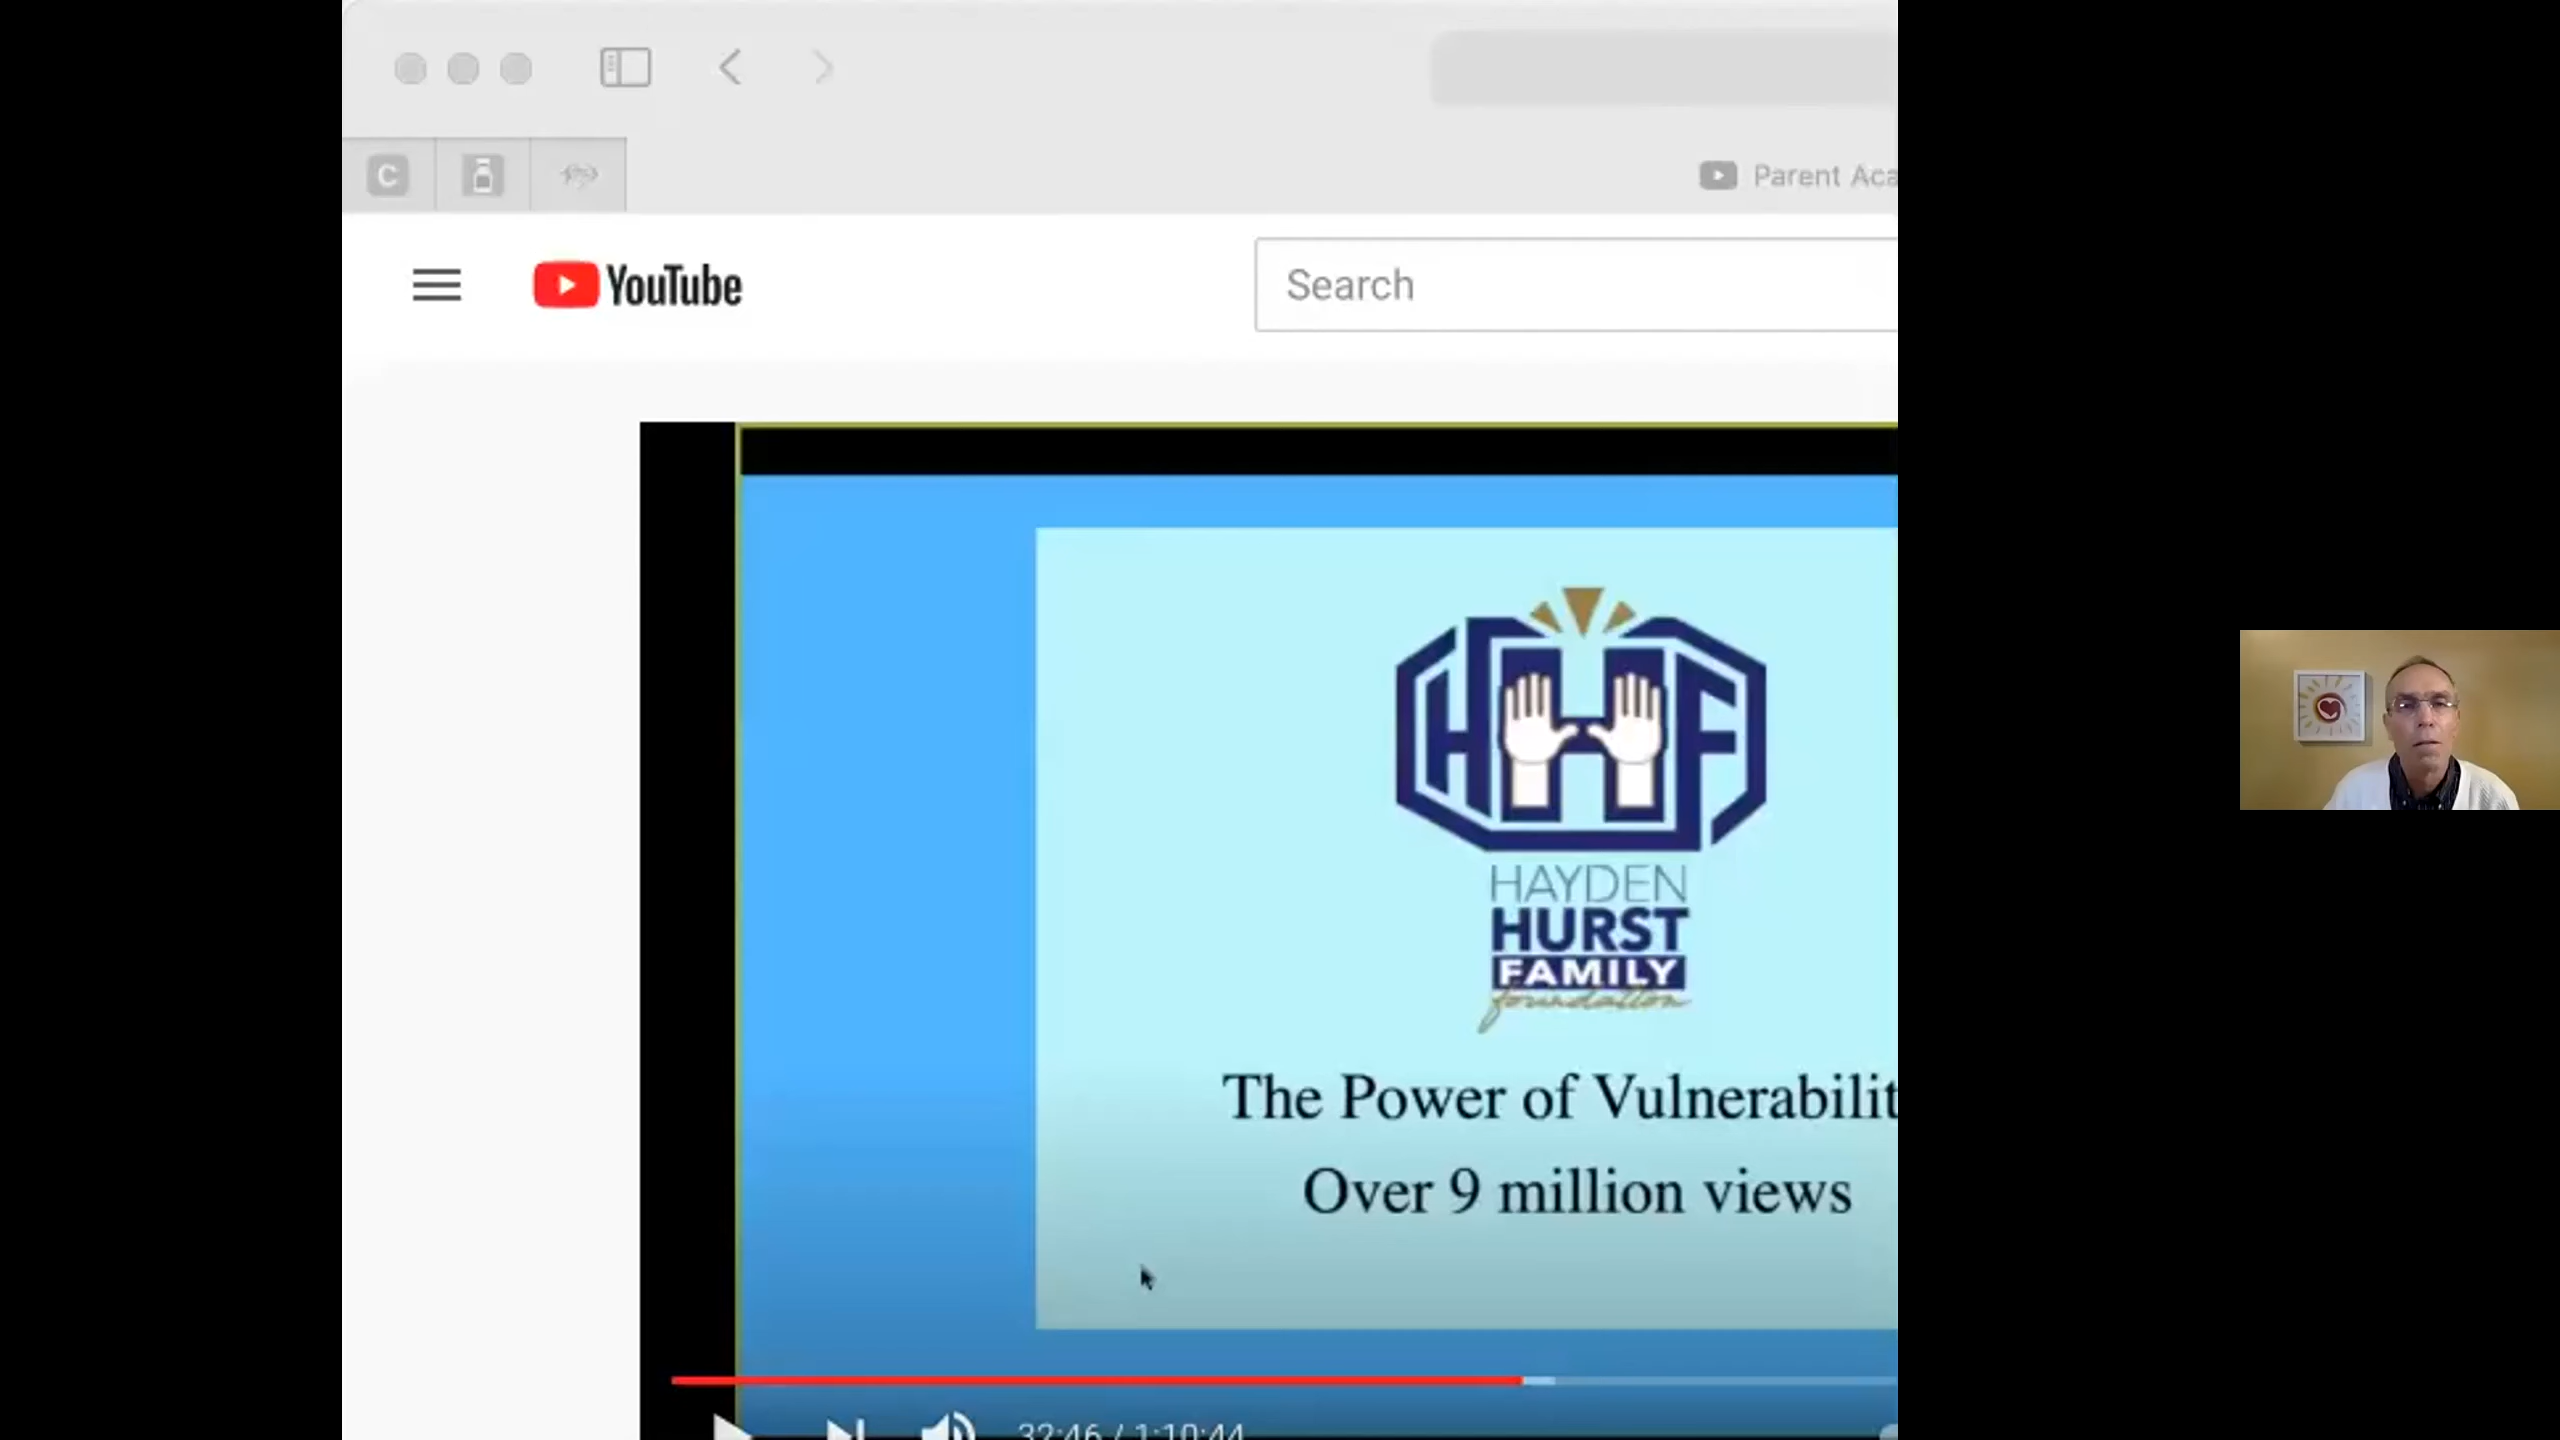 C
Parent Aca
YouTube
Search
HHF
HAYDEN
HURST
FAMILY
foundation
The Power of Vulnerabilit
Over 9 million views
32:46 / 1:10:44